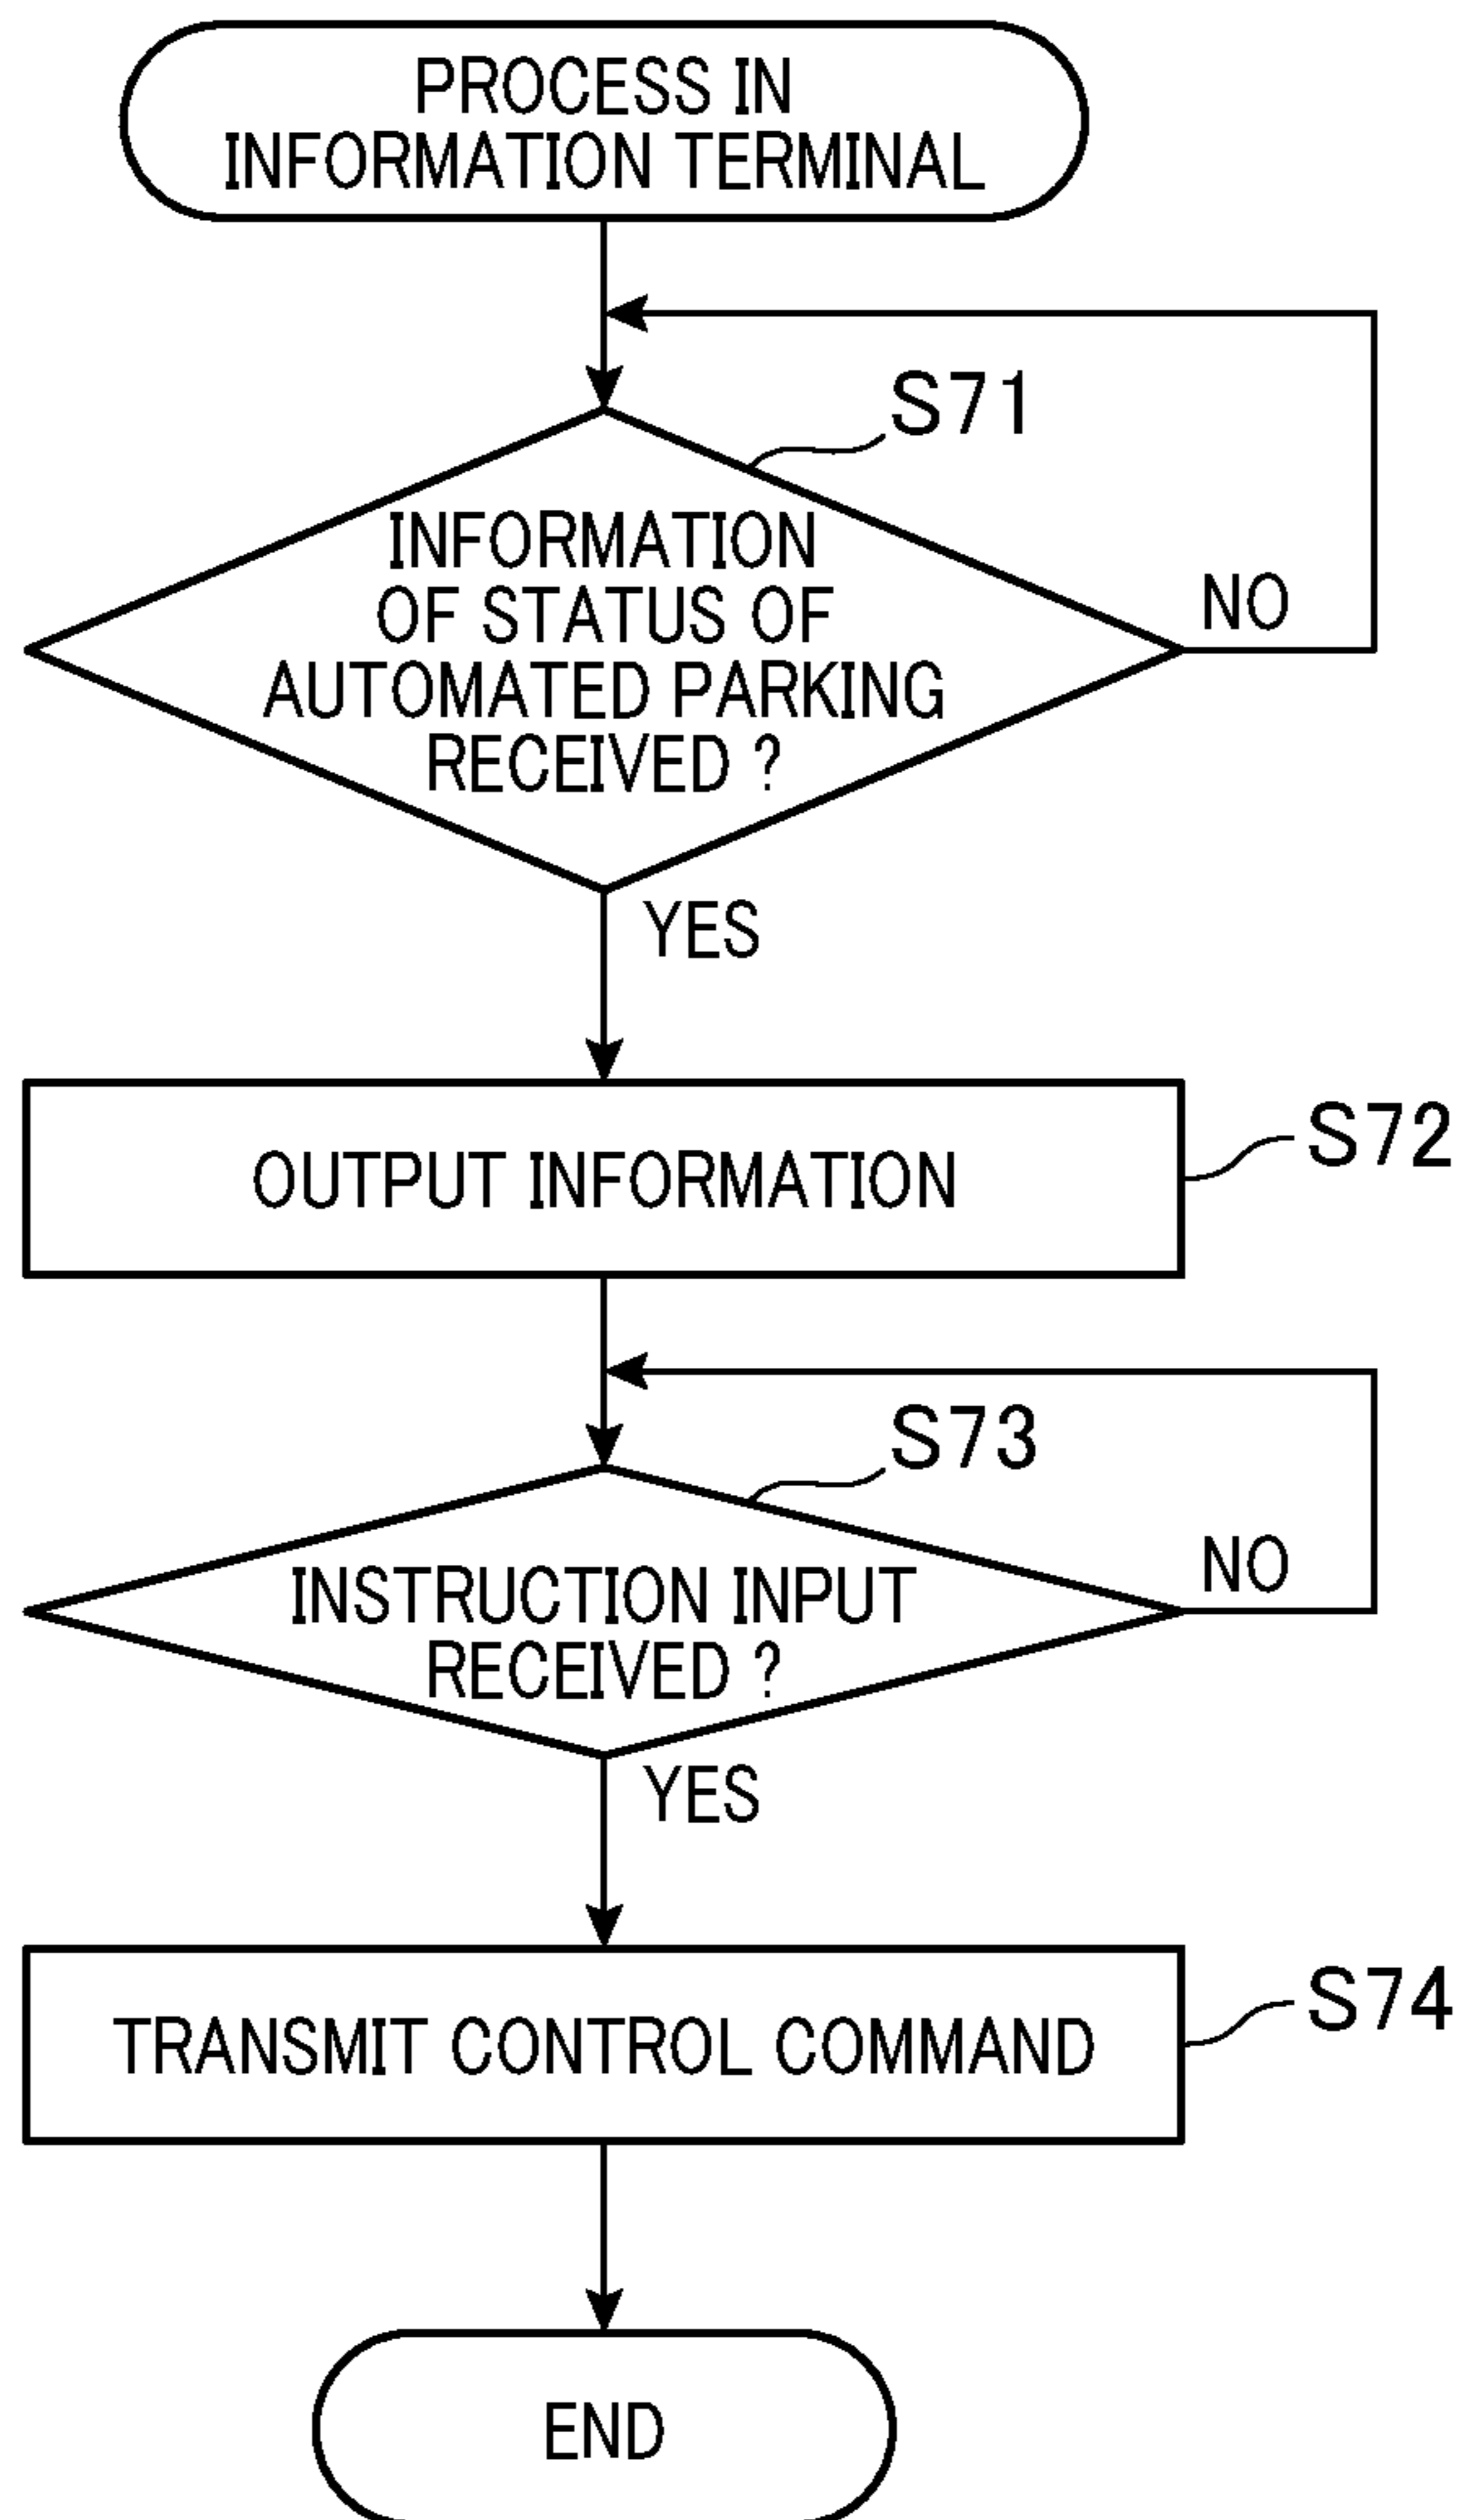 PROCESS IN
INFORMATION TERMINAL
S71
INFORMATION
OF STATUS OF
AUTOMATED PARKING
RECEIVED ?
NO
YES
OUTPUT INFORMATION
S72
S73
INSTRUCTION INPUT
RECEIVED ?
NO
YES
TRANSMIT CONTROL COMMAND
S74
END